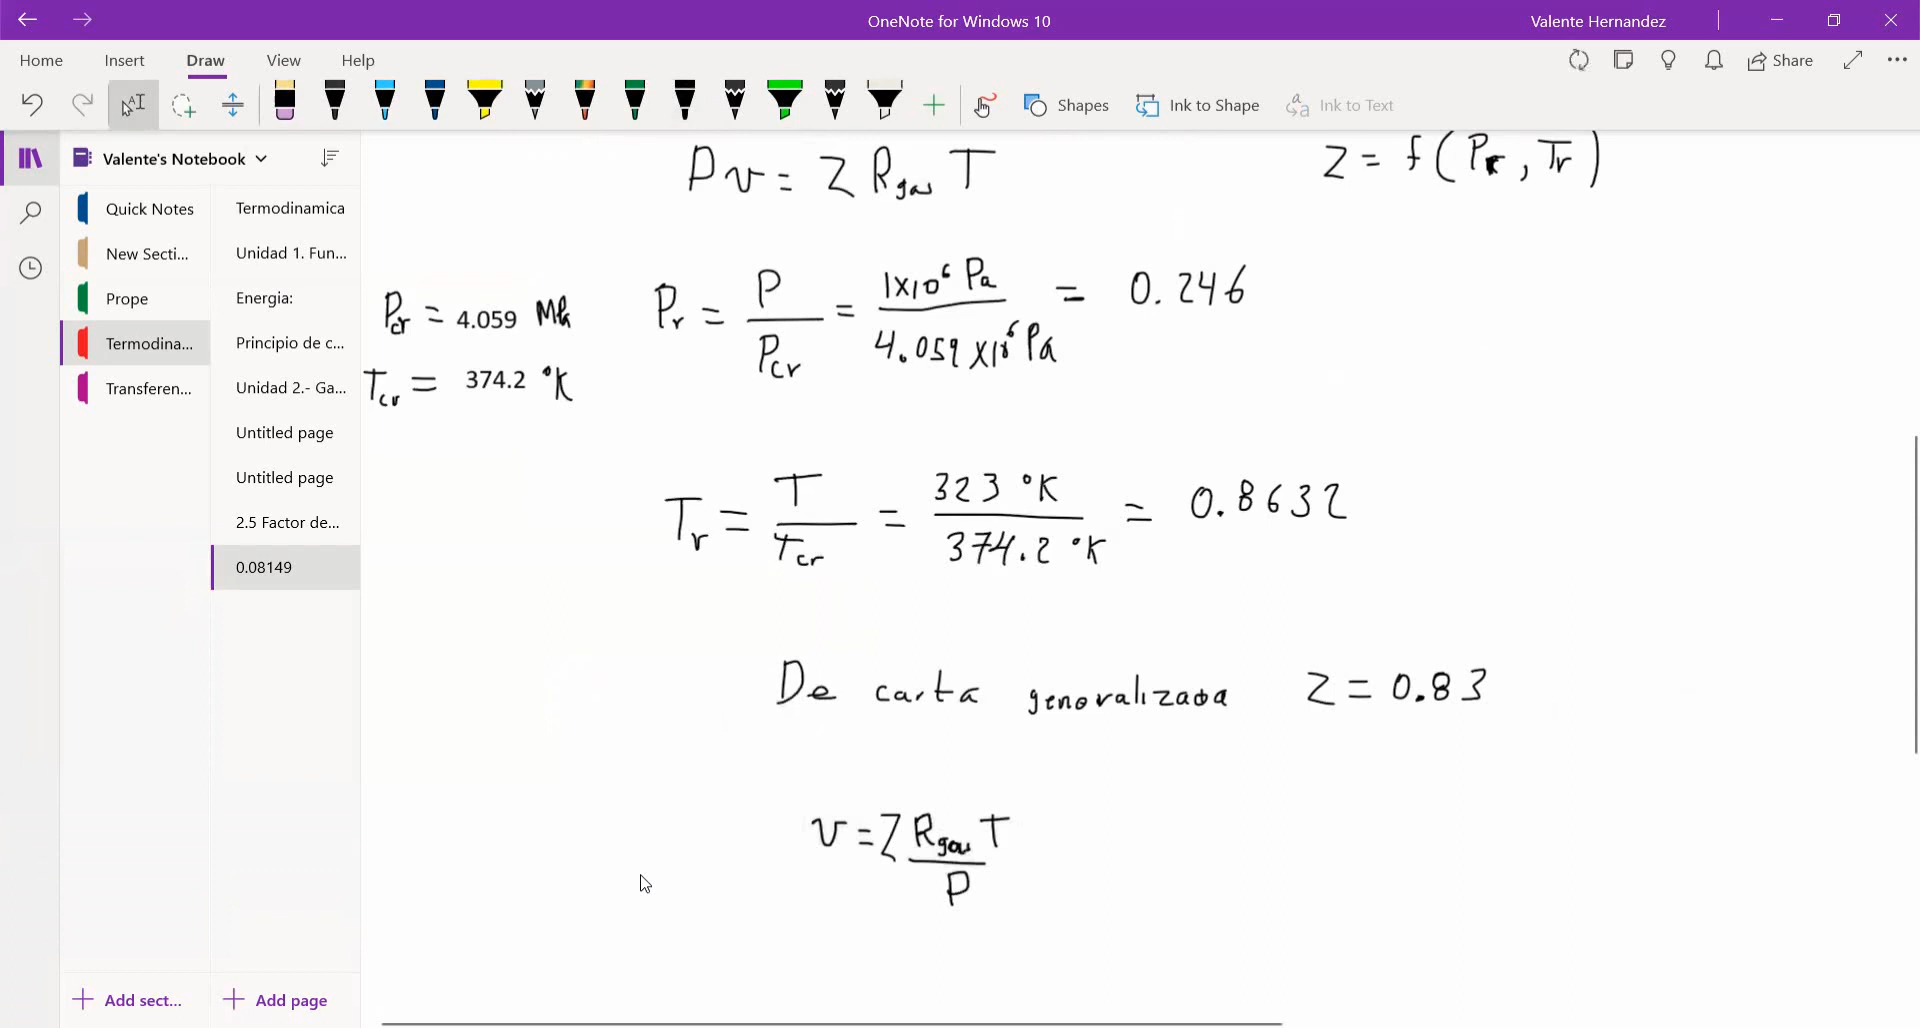 OneNote for Windows 10
Valente Hernandez
Home Insert Draw View Help
Share
Shapes Ink to Shape Ink to Text
Valente's Notebook
Quick Notes
New Secti...
Prope
Termodina...
Transferen...
Termodinamica
Unidad 1. Fun...
Energia:
Principio de c...
Unidad 2.- Ga...
Untitled page
Untitled page
2.5 Factor de...
0.08149
Add sect...
Add page
Pv = Z Rgas T
Z = f(Pr, Tr)
Pcr = 4.059 MPa
Tcr = 374.2 °K
Pr = P / Pcr = 1x10⁶ Pa / 4.059 x10⁶ Pa = 0.246
Tr = T / Tcr = 323 °K / 374.2 °K = 0.8632
De carta generalizada Z = 0.83
v = Z Rgas T / P